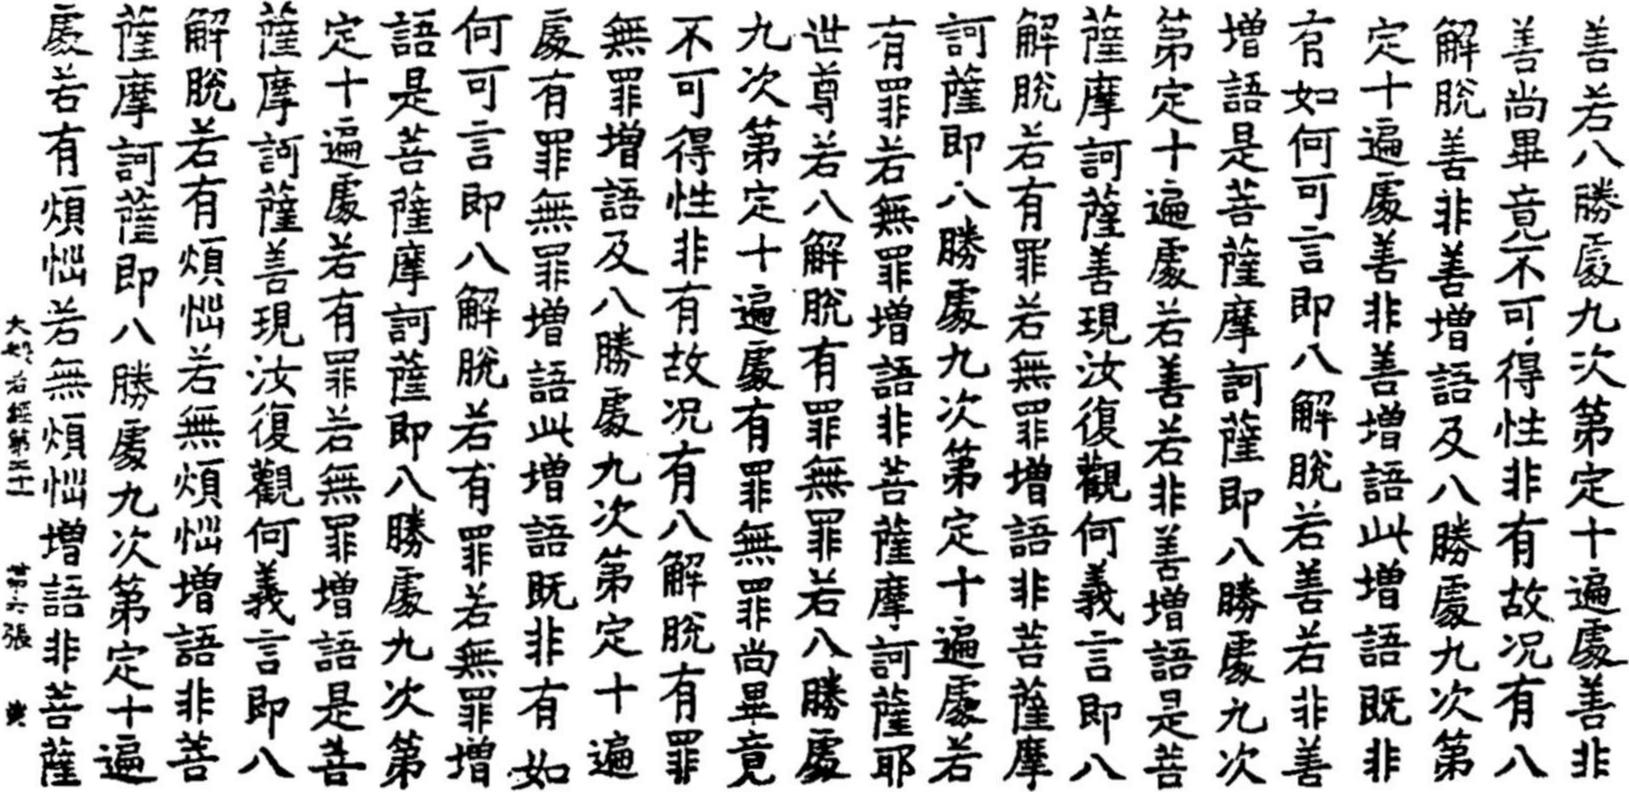 善若八勝處九次第定十遍處善非
善尚畢竟不可得性非有故况有八
解脫善非善增語及八勝處九次第
定十遍處善非善增語此增語既非
有如何可言即八解脫若善若非善
增語是菩薩摩訶薩即八勝處九次
第定十遍處若善若非善增語是菩
薩摩訶薩善現汝復觀何義言即八
解脫若有罪若無罪增語非菩薩摩
訶薩即八勝處九次第定十遍處若
有罪若無罪增語非菩薩摩訶薩耶
世尊若八解脫有罪無罪若八勝處
九次第定十遍處有罪無罪尚畢竟
不可得性非有故况有八解脫有罪
無罪增語及八勝處九次第定十遍
處有罪無罪增語此增語既非有如
何可言即八解脫若有罪若無罪增
語是菩薩摩訶薩即八勝處九次第
定十遍處若有罪若無罪增語是菩
薩摩訶薩善現汝復觀何義言即八
解脫若有煩惱若無煩惱增語非菩
薩摩訶薩即八勝處九次第定十遍
處若有煩惱若無煩惱增語非菩薩
大般若經第三十一 第六張